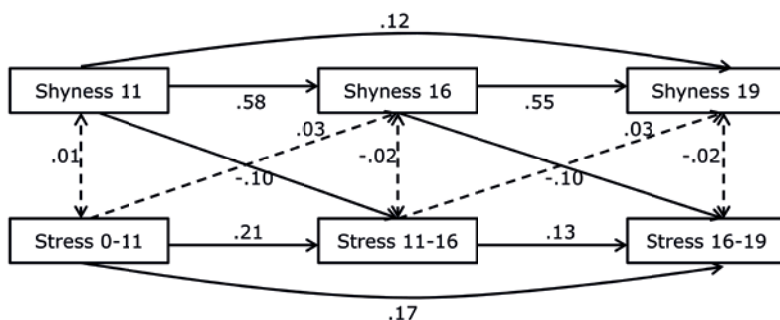 .12
Shyness 11
Shyness 16
Shyness 19
.58
.55
.03
.03
.01
-.02
-.02
-.10
-.10
Stress 0-11
Stress 11-16
Stress 16-19
.21
.13
.17